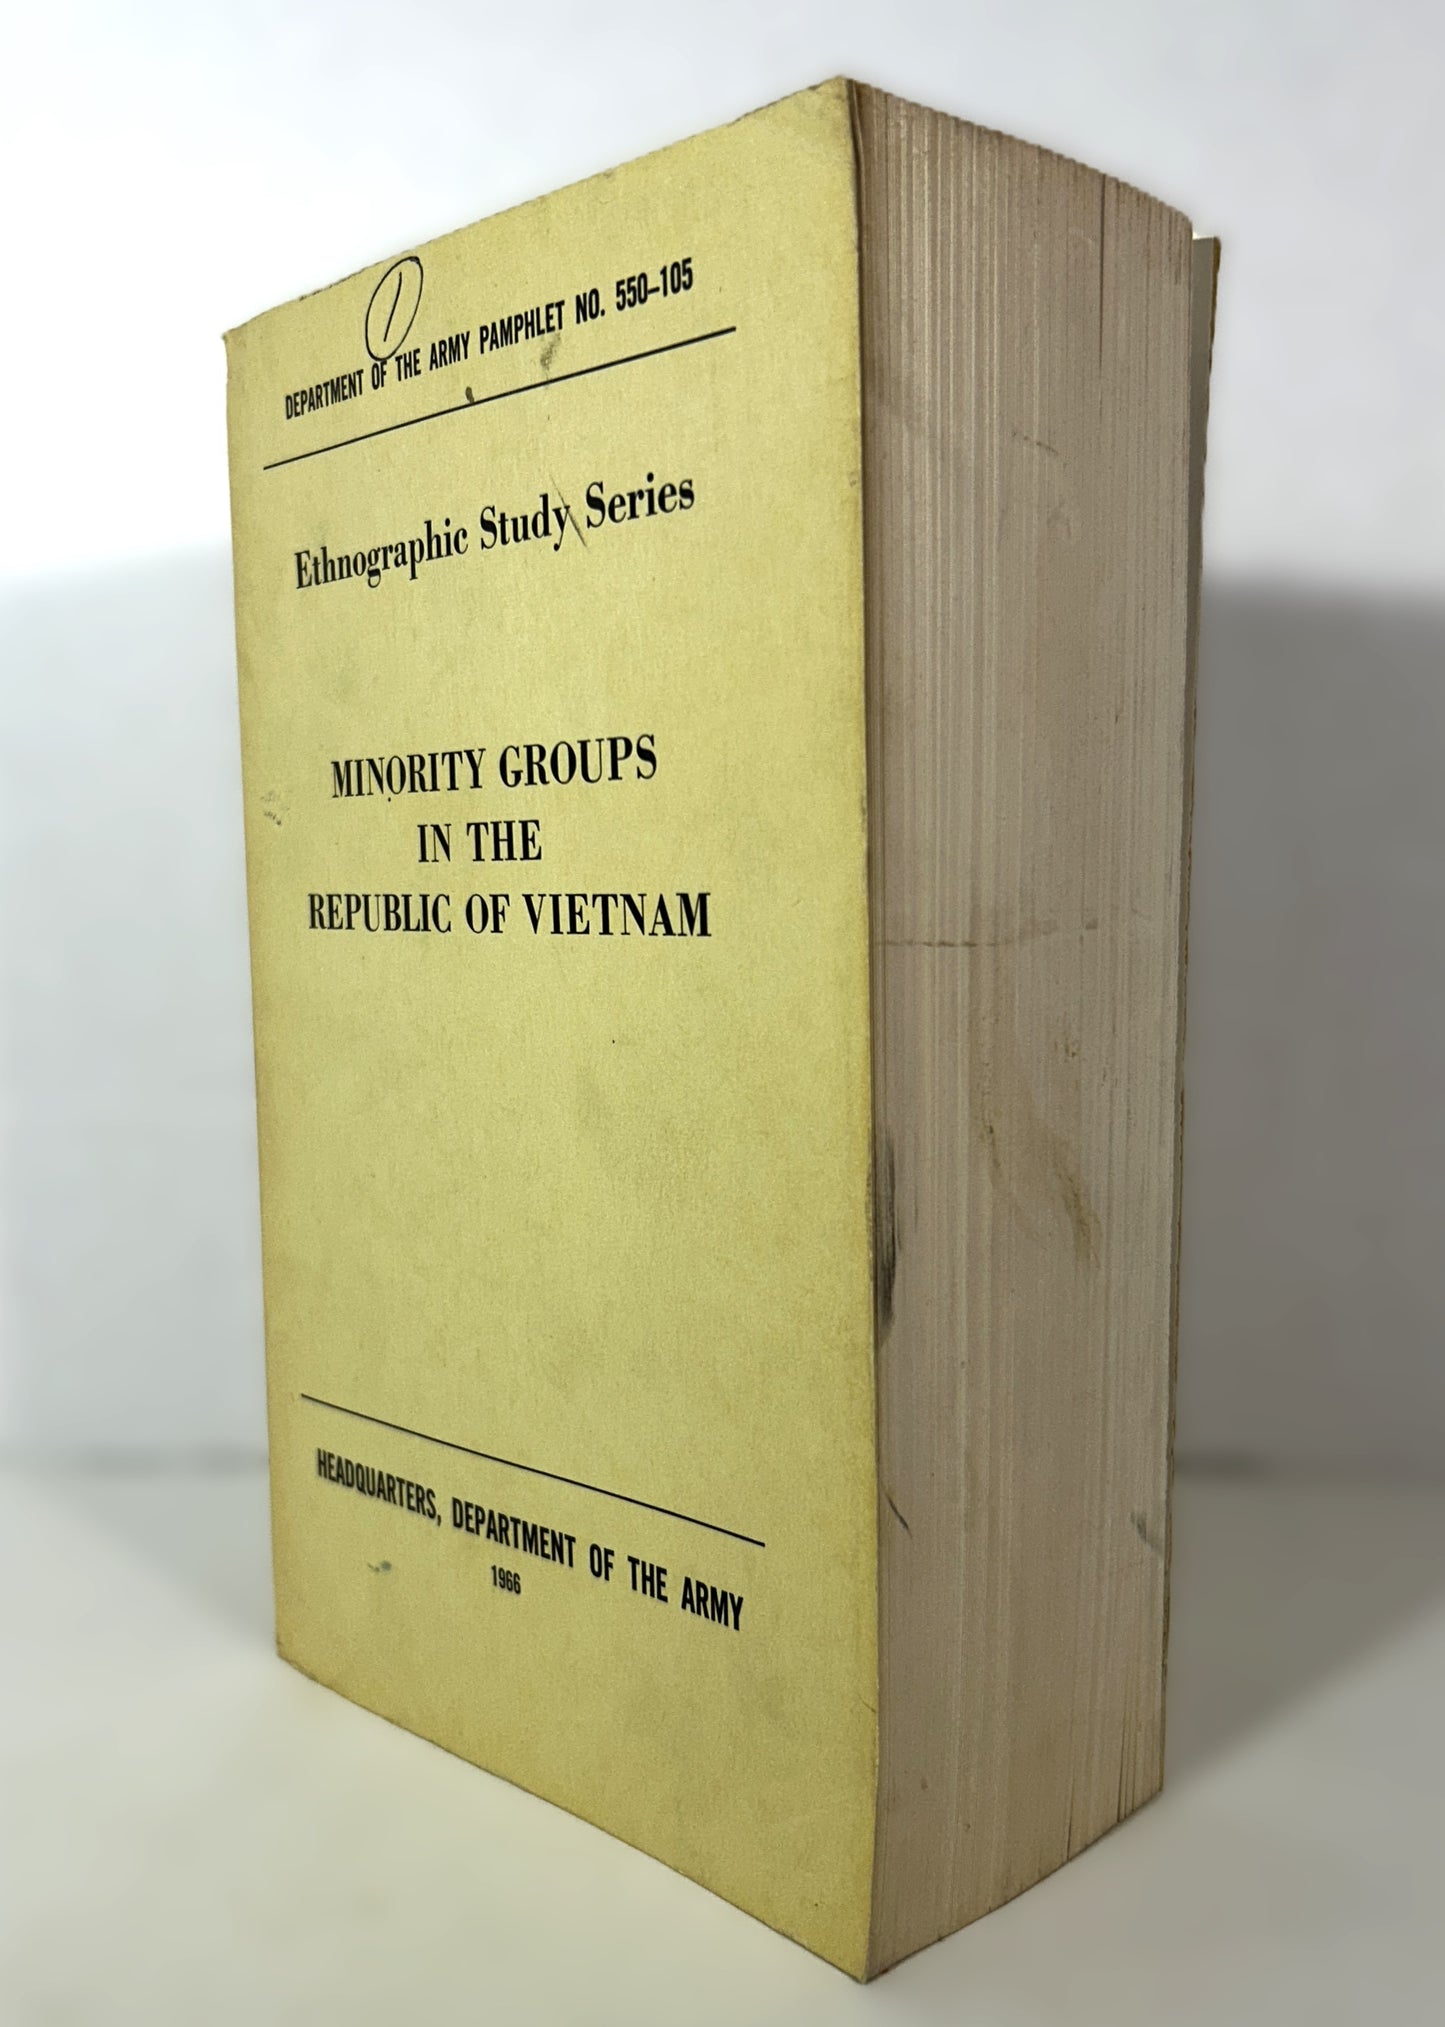 1
DEPARTMENT OF THE ARMY PAMPHLET NO. 550–105
Ethnographic Study Series
MINORITY GROUPS
IN THE
REPUBLIC OF VIETNAM
HEADQUARTERS, DEPARTMENT OF THE ARMY
1966